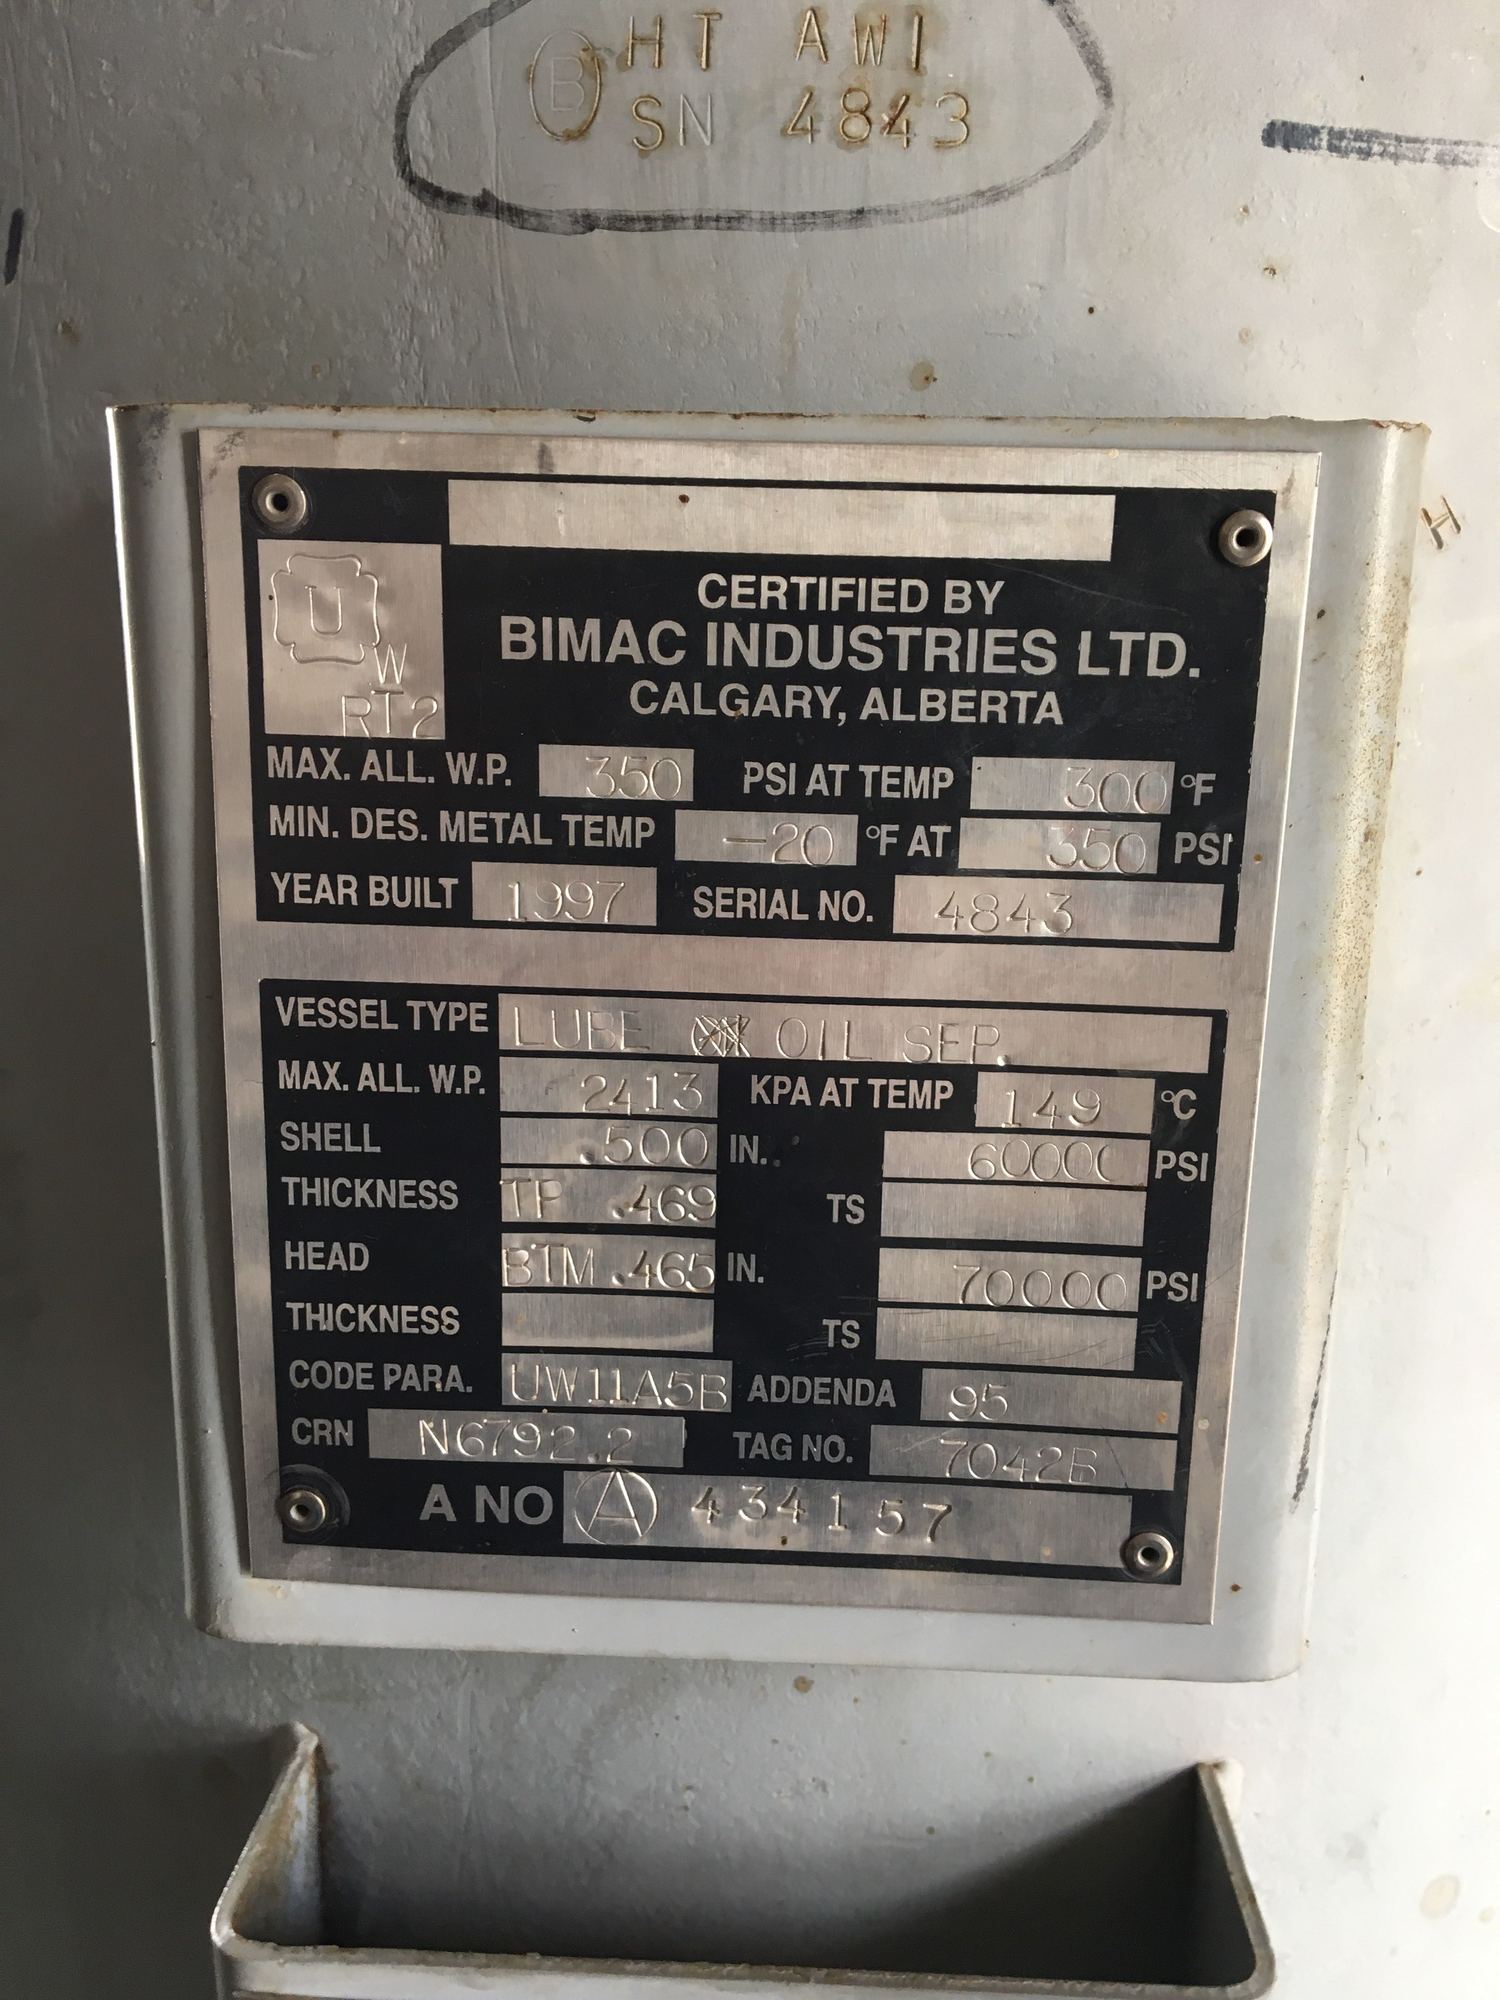 B HT AWI
SN 4843
H
U
W
RT2
CERTIFIED BY
BIMAC INDUSTRIES LTD.
CALGARY, ALBERTA
MAX. ALL. W.P. 350 PSI AT TEMP 300 °F
MIN. DES. METAL TEMP -20 °F AT 350 PSI
YEAR BUILT 1997 SERIAL NO. 4843
VESSEL TYPE LUBE OIL SEP.
MAX. ALL. W.P. 2413 KPA AT TEMP 149 °C
SHELL .500 IN. 60000 PSI
THICKNESS TP .469 TS
HEAD BTM .465 IN. 70000 PSI
THICKNESS TS
CODE PARA. UW11A5B ADDENDA 95
CRN N6792.2 TAG NO. 7042B
A NO A 434157